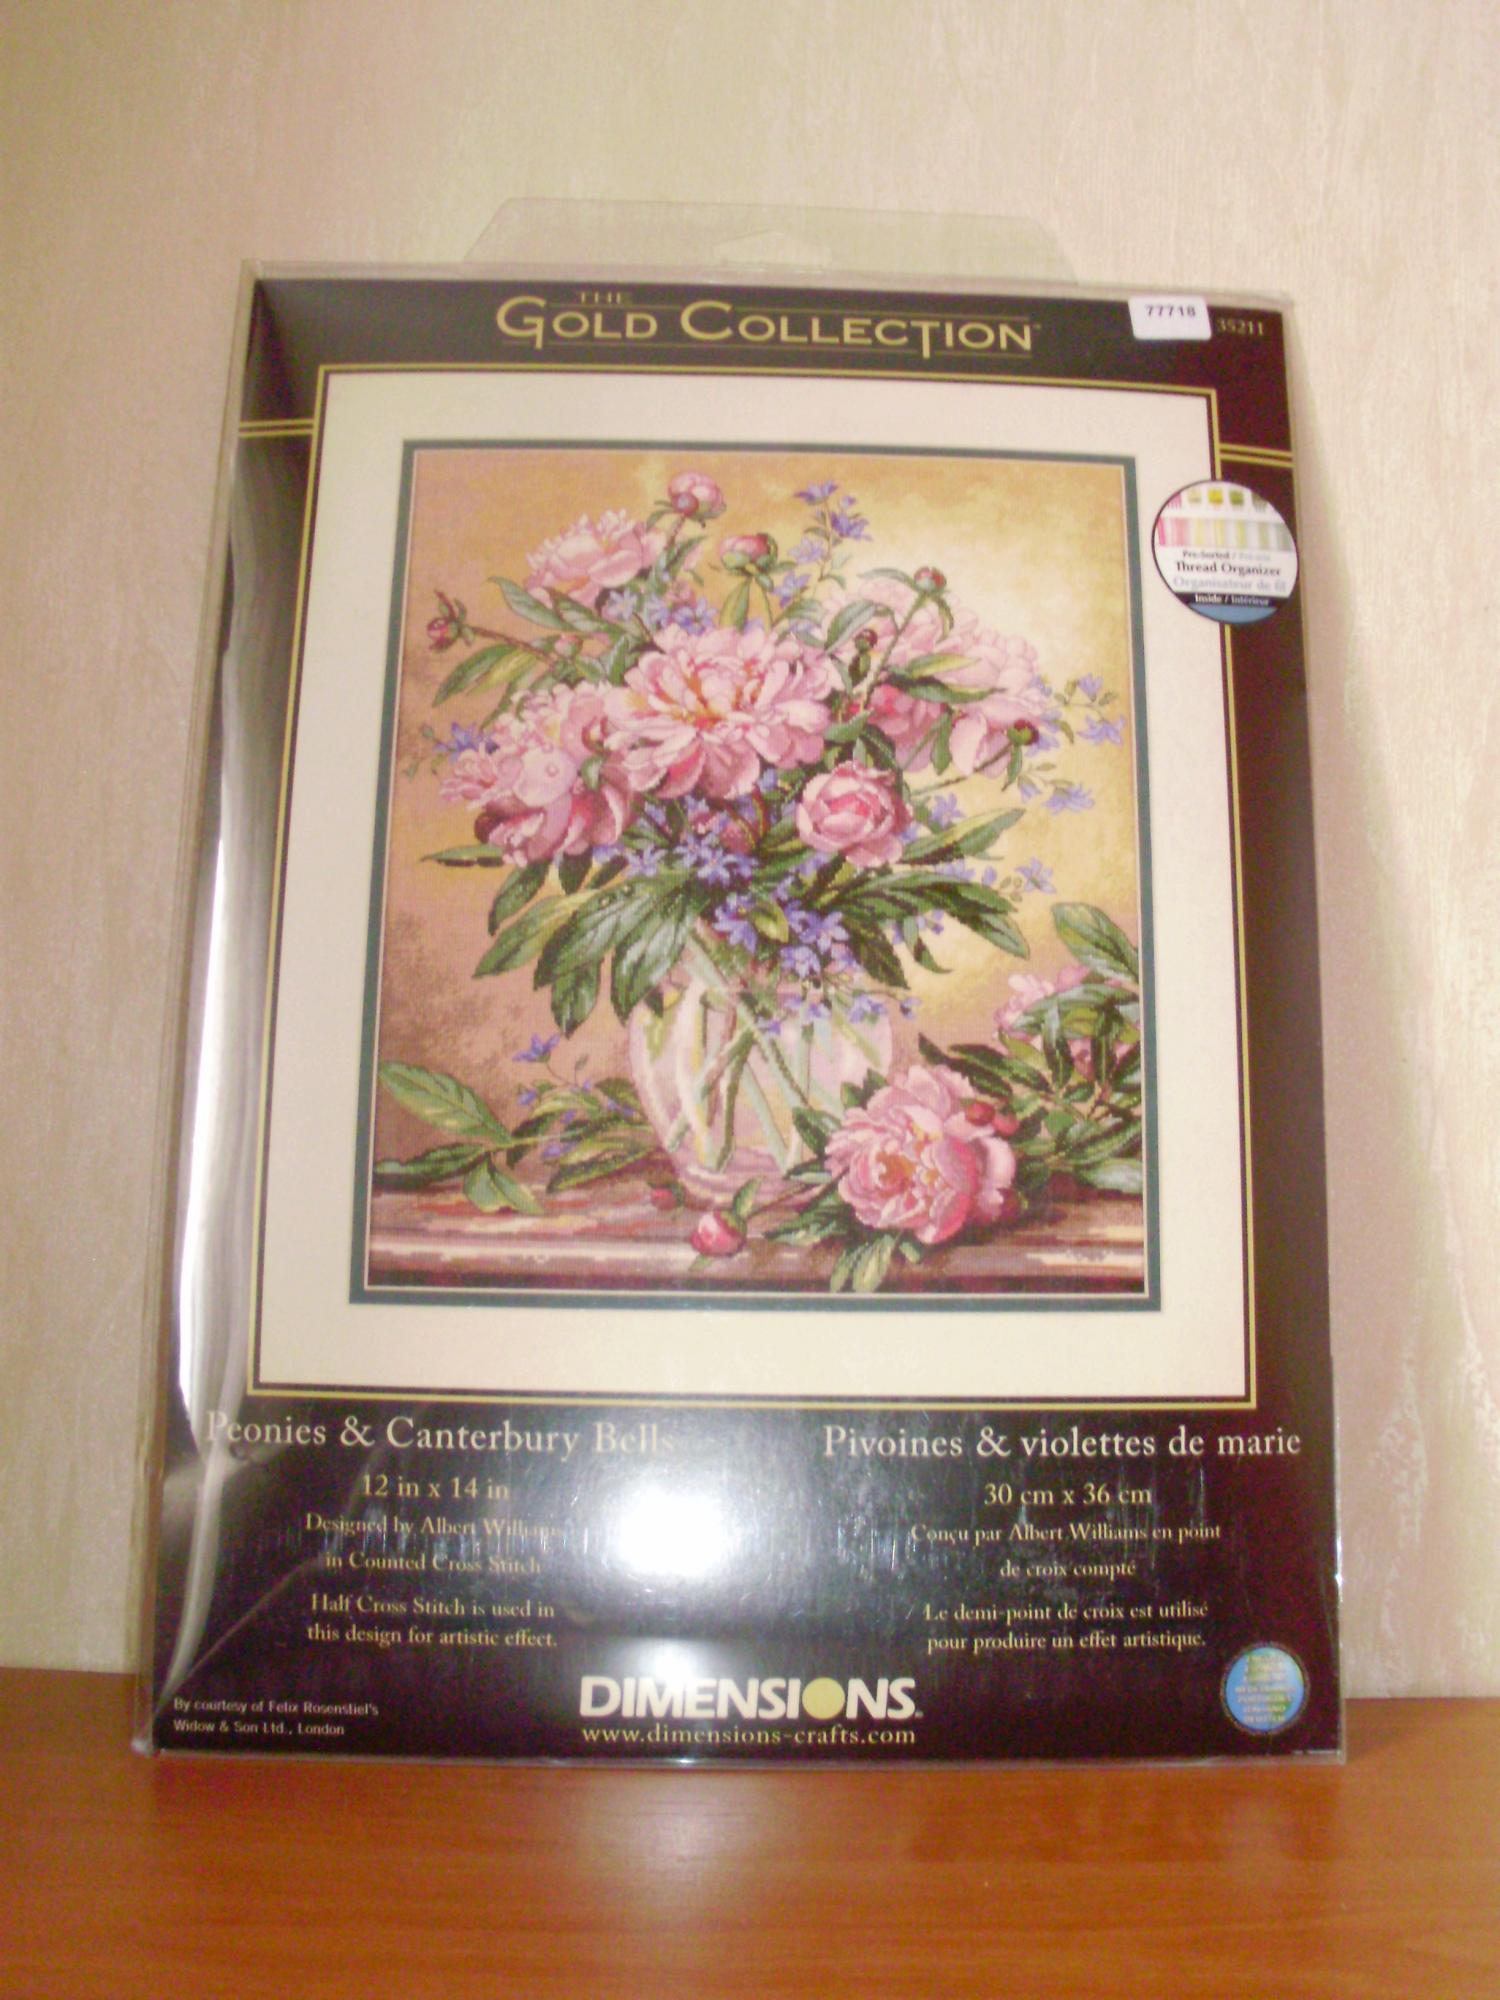 THE
GOLD COLLECTION™
77718
35211
Pre-Sorted /
Thread Organizer
Organisateur de fil
Inside / Intérieur
Peonies & Canterbury Bells
12 in x 14 in
Designed by Albert Williams
in Counted Cross Stitch
Half Cross Stitch is used in
this design for artistic effect.
Pivoines & violettes de marie
30 cm x 36 cm
Conçu par Albert Williams en point
de croix compté
Le demi-point de croix est utilisé
pour produire un effet artistique.
By courtesy of Felix Rosenstiel's
Widow & Son Ltd., London
DIMENSIONS®
www.dimensions-crafts.com